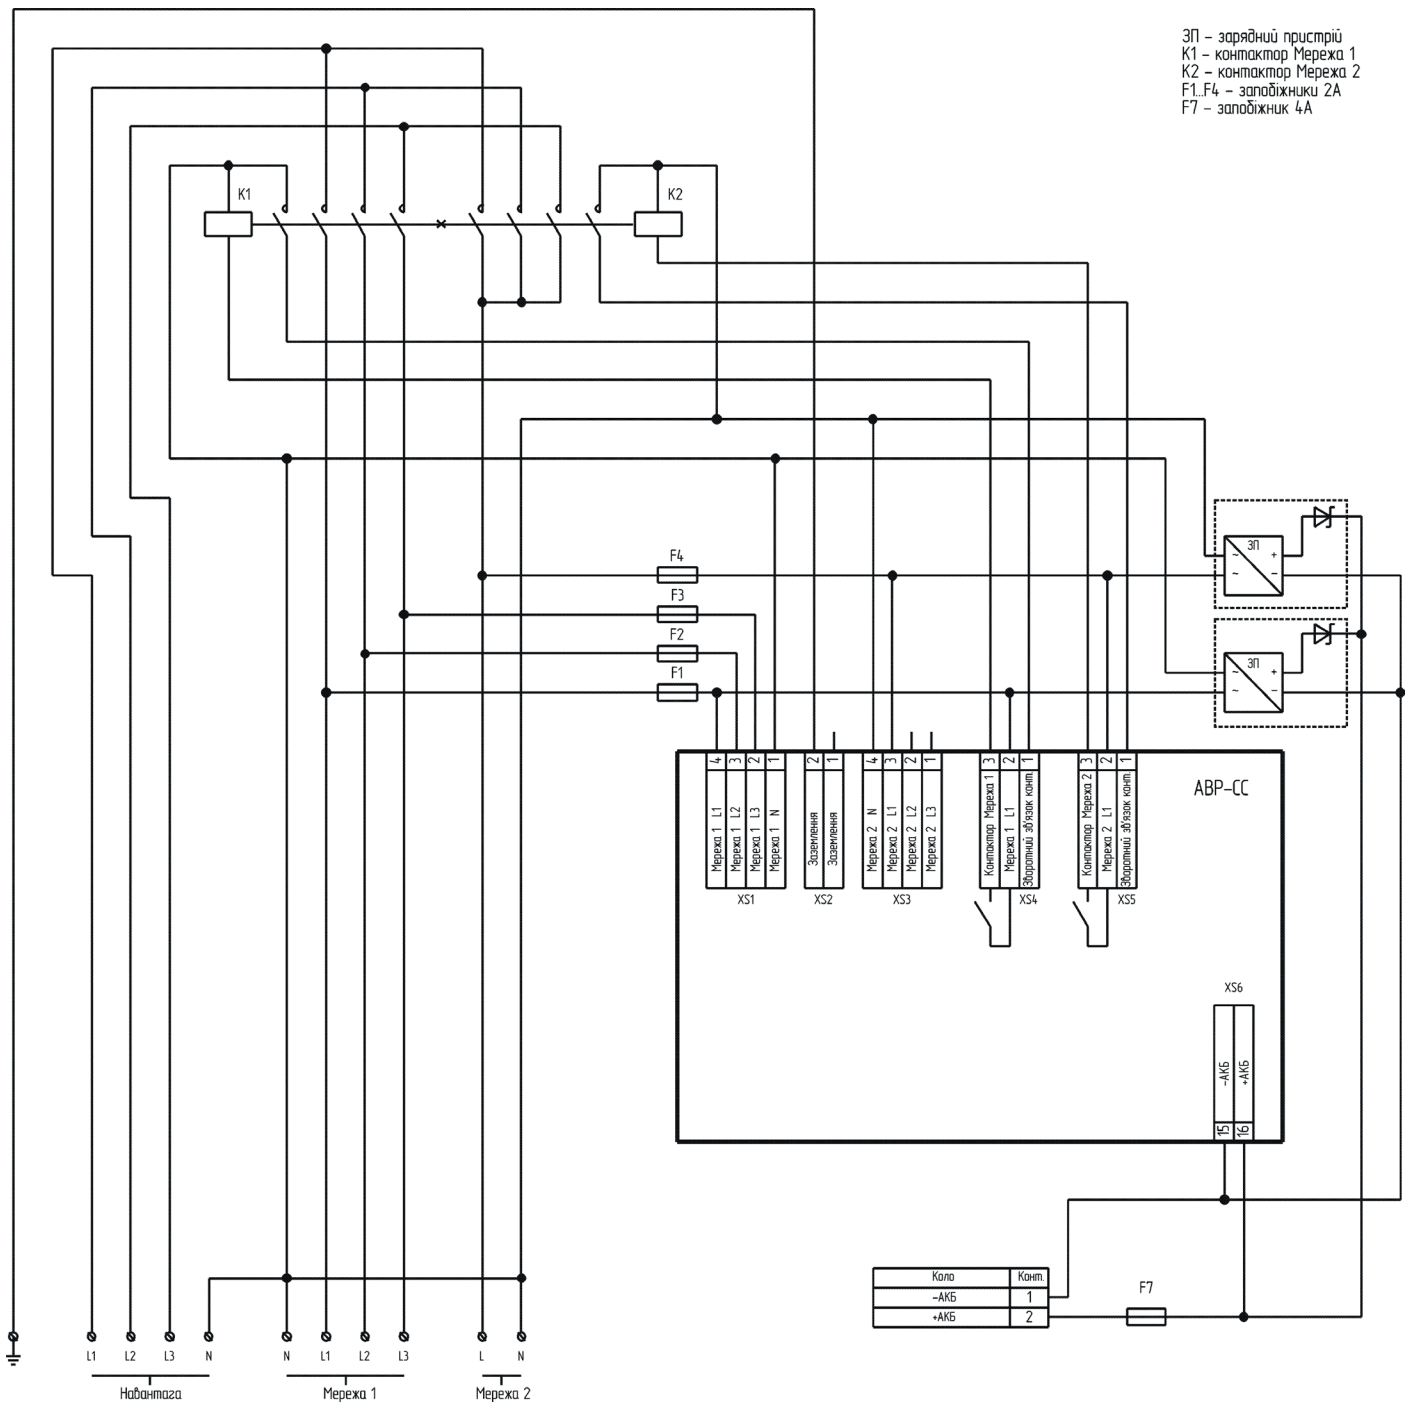 ЗП – зарядний пристрій
К1 – контактор Мережа 1
К2 – контактор Мережа 2
F1...F4 – запобіжники 2А
F7 – запобіжник 4А
К1
К2
F4
F3
F2
F1
ЗП
~ +
~ –
ЗП
~ +
~ –
АВР–СС
4 Мережа 1 L1
3 Мережа 1 L2
2 Мережа 1 L3
1 Мережа 1 N
XS1
2 Заземлення
1 Заземлення
XS2
4 Мережа 2 N
3 Мережа 2 L1
2 Мережа 2 L2
1 Мережа 2 L3
XS3
3 Контактор Мережа 1
2 Мережа 1 L1
1 Зворотний зв'язок конт.
XS4
3 Контактор Мережа 2
2 Мережа 2 L1
1 Зворотний зв'язок конт.
XS5
XS6
15 –АКБ
16 +АКБ
Коло Конт.
–АКБ 1
+АКБ 2
F7
L1 L2 L3 N
Навантага
N L1 L2 L3
Мережа 1
L N
Мережа 2